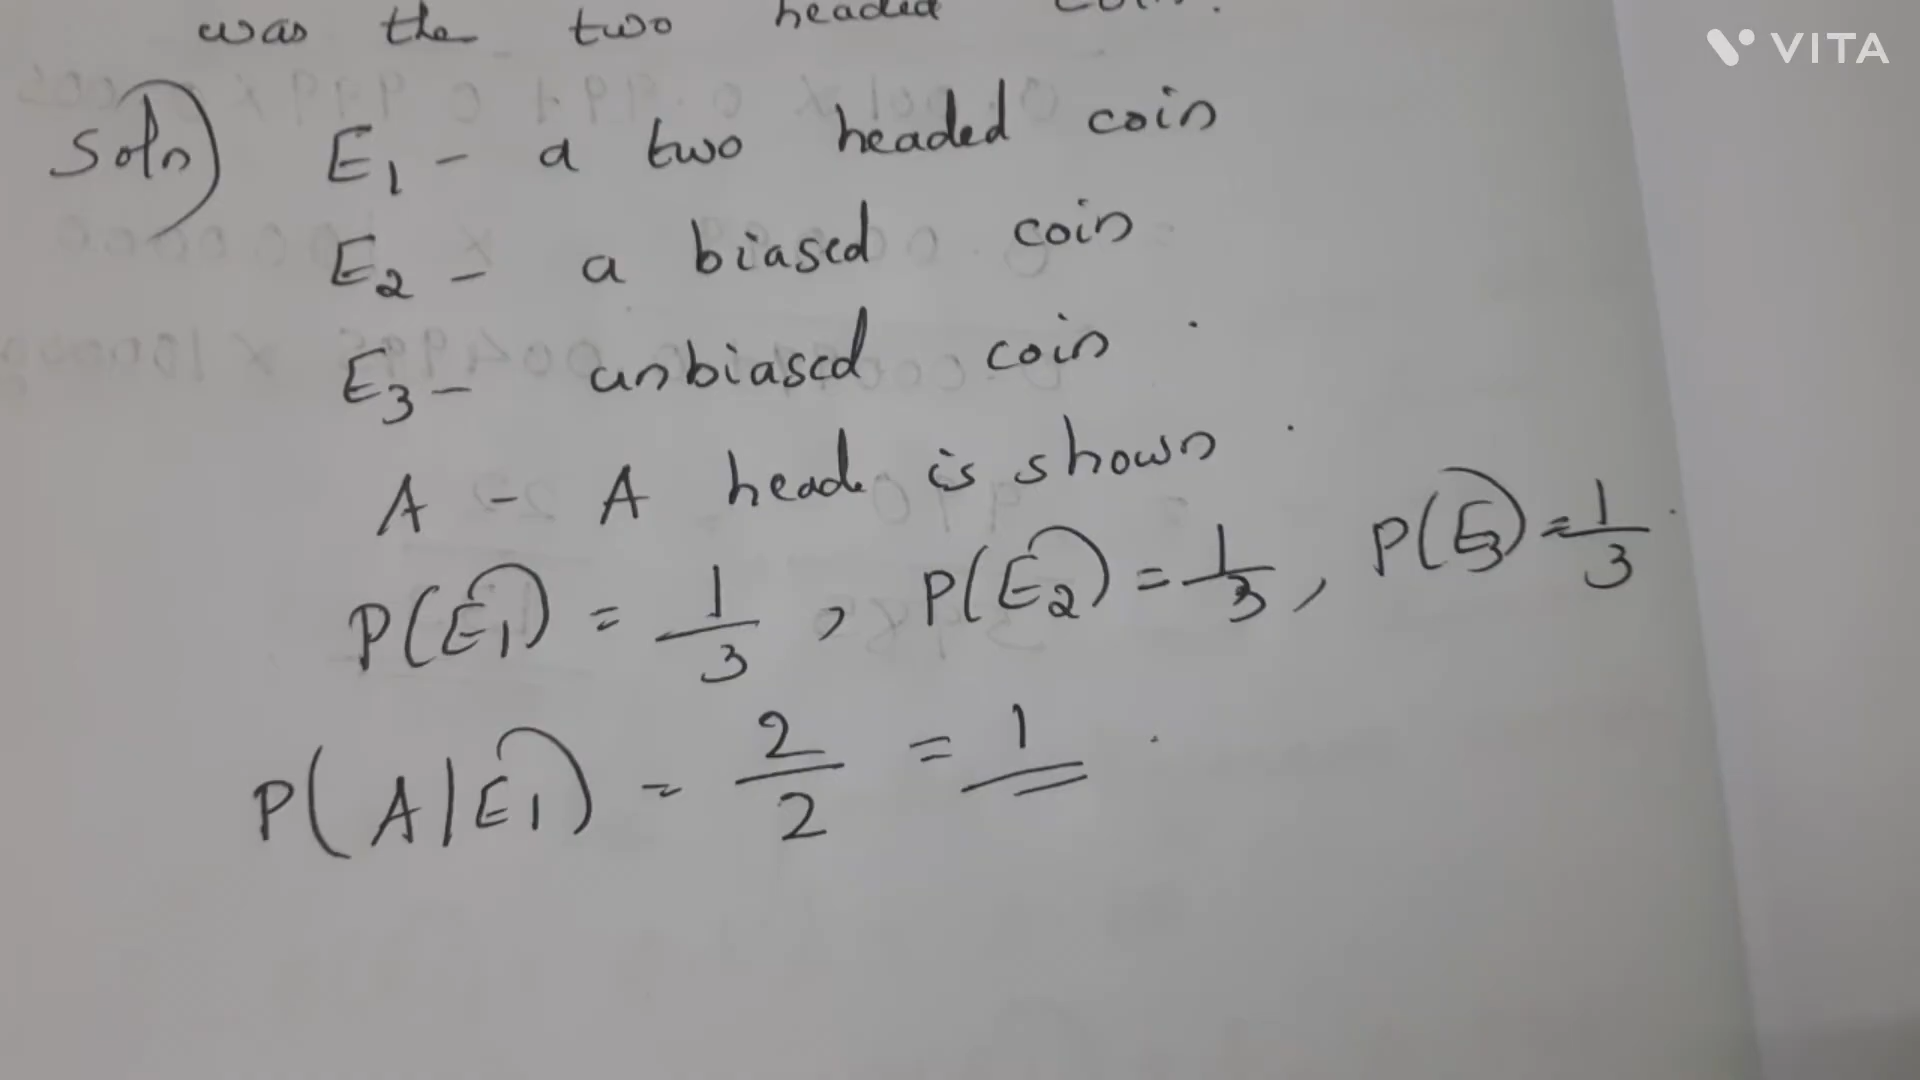 was the two headed coin.
VITA
Soln) E1 - a two headed coin
E2 - a biased coin
E3 - unbiased coin.
A - A head is shown.
P(E1) = 1/3, P(E2) = 1/3, P(E3) = 1/3.
P(A|E1) = 2/2 = 1.